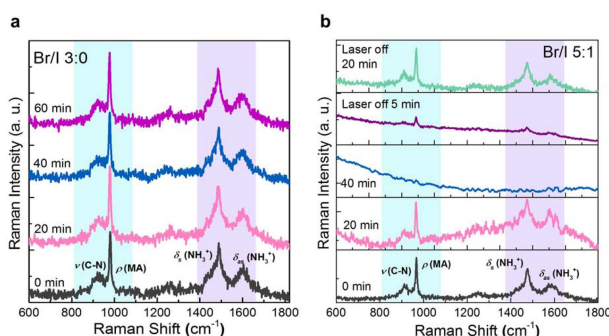 a
Br/I 3:0
60 min
40 min
20 min
0 min
ν(C-N)
ρ(MA)
δs(NH3+)
δas(NH3+)
Raman Intensity (a. u.)
600 800 1000 1200 1400 1600 1800
Raman Shift (cm-1)
b
Br/I 5:1
Laser off
20 min
Laser off 5 min
40 min
20 min
0 min
ν(C-N)
ρ(MA)
δs(NH3+)
δas(NH3+)
Raman Intensity (a. u.)
600 800 1000 1200 1400 1600 1800
Raman Shift (cm-1)